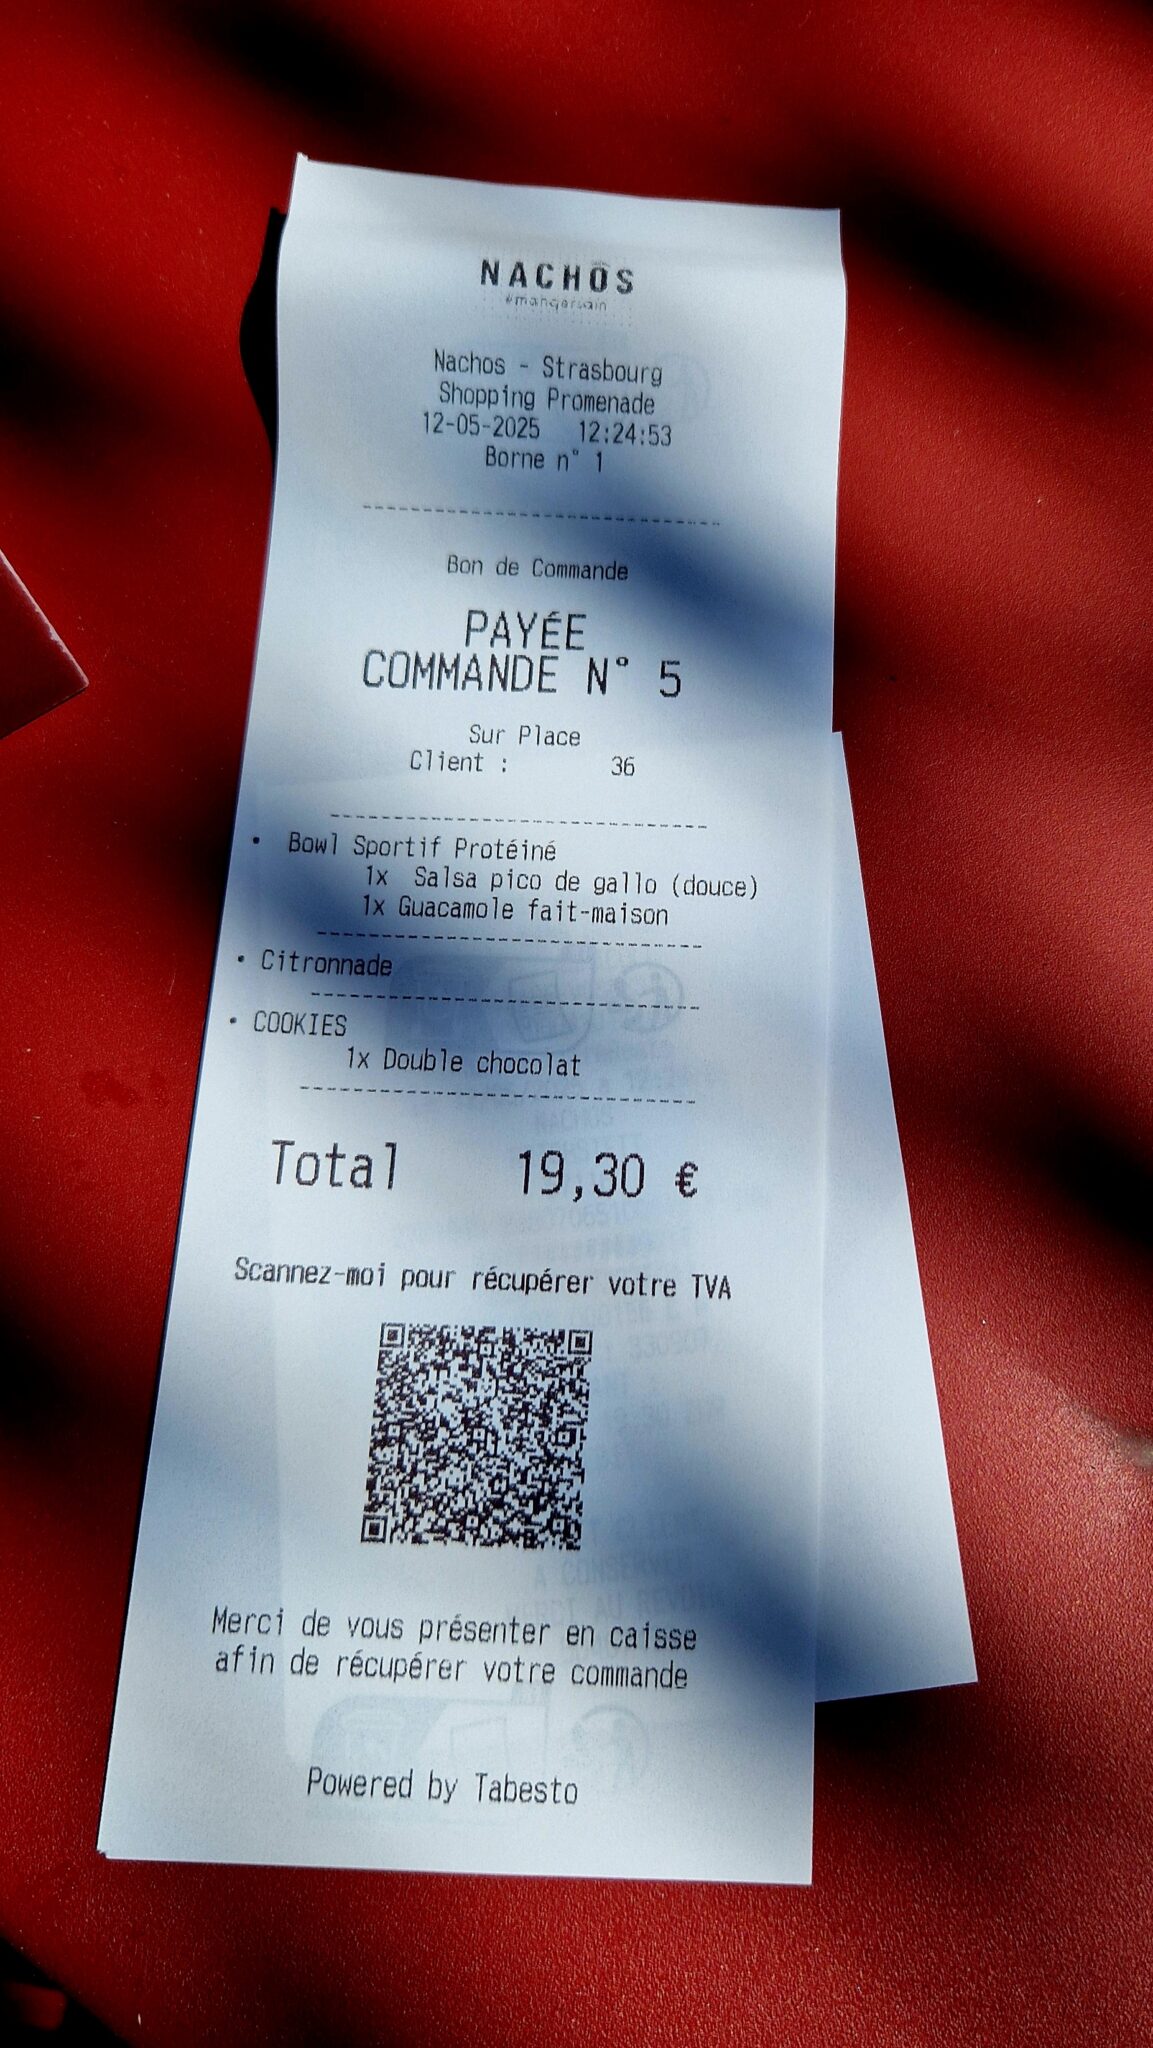 NACHOS
#mangersain
Nachos - Strasbourg
Shopping Promenade
12-05-2025 12:24:53
Borne n° 1
Bon de Commande
PAYÉE
COMMANDE N° 5
Sur Place
Client : 36
• Bowl Sportif Protéiné
1x Salsa pico de gallo (douce)
1x Guacamole fait-maison
• Citronnade
• COOKIES
1x Double chocolat
Total 19,30 €
Scannez-moi pour récupérer votre TVA
Merci de vous présenter en caisse
afin de récupérer votre commande
Powered by Tabesto